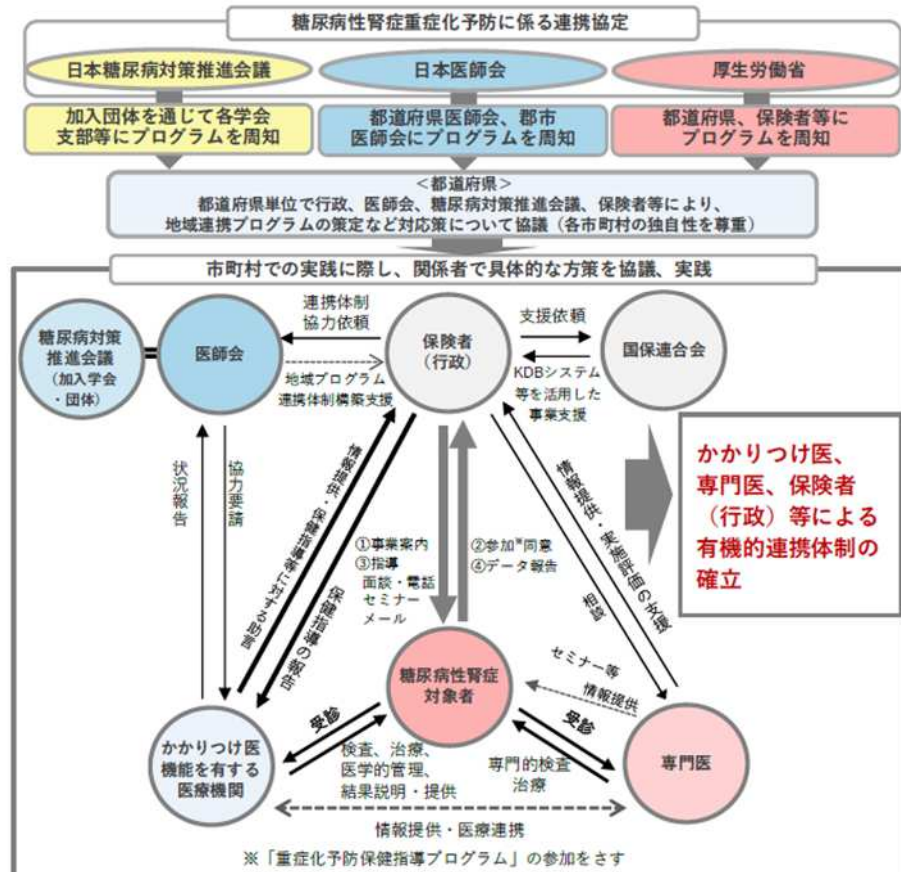 糖尿病性腎症重症化予防に係る連携協定
日本糖尿病対策推進会議
日本医師会
厚生労働省
加入団体を通じて各学会
支部等にプログラムを周知
都道府県医師会、郡市
医師会にプログラムを周知
都道府県、保険者等に
プログラムを周知
＜都道府県＞
都道府県単位で行政、医師会、糖尿病対策推進会議、保険者等により、
地域連携プログラムの策定など対応策について協議（各市町村の独自性を尊重）
市町村での実践に際し、関係者で具体的な方策を協議、実践
糖尿病対策
推進会議
（加入学会
・団体）
医師会
連携体制
協力依頼
地域プログラム
連携体制構築支援
保険者
（行政）
支援依頼
KDBシステム
等を活用した
事業支援
国保連合会
かかりつけ医、
専門医、保険者
（行政）等による
有機的連携体制の
確立
状況報告
協力要請
情報提供・保健指導等に対する助言
保健指導の報告
①事業案内
③指導
面談・電話
セミナー
メール
②参加※同意
④データ報告
情報提供・実施評価の支援
相談
糖尿病性腎症
対象者
セミナー等
情報提供
かかりつけ医
機能を有する
医療機関
受診
検査、治療、
医学的管理、
結果説明・提供
受診
専門的検査
治療
専門医
情報提供・医療連携
※「重症化予防保健指導プログラム」の参加をさす